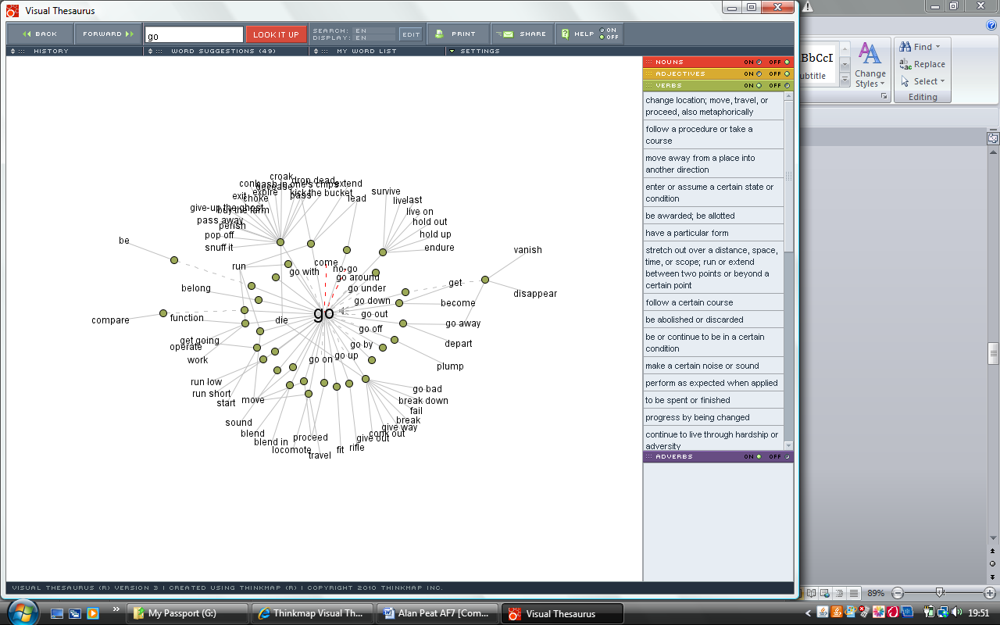 Visual Thesaurus
BACK
FORWARD
go
LOOK IT UP
SEARCH: EN
DISPLAY: EN
EDIT
PRINT
SHARE
HELP
ON
OFF
HISTORY
WORD SUGGESTIONS (49)
MY WORD LIST
SETTINGS
croak
drop dead
cash in one's chips
extend
decease
expire
kick the bucket
pass
exit
choke
lead
give-up the ghost
buy the farm
pass away
perish
pop off
snuff it
survive
live
last
live on
hold out
hold up
endure
be
vanish
disappear
run
come
no-go
go with
go around
go under
get
belong
go down
become
go
go out
compare
function
die
go away
go off
get going
operate
go by
depart
work
go on
go up
plump
run low
run short
start
move
go bad
break down
fail
break
give way
conk out
give out
sound
blend
blend in
proceed
locomote
travel
fit
rifle
NOUNS ON OFF
ADJECTIVES ON OFF
VERBS ON OFF
change location; move, travel, or
proceed, also metaphorically
follow a procedure or take a
course
move away from a place into
another direction
enter or assume a certain state or
condition
be awarded; be allotted
have a particular form
stretch out over a distance, space,
time, or scope; run or extend
between two points or beyond a
certain point
follow a certain course
be abolished or discarded
be or continue to be in a certain
condition
make a certain noise or sound
perform as expected when applied
to be spent or finished
progress by being changed
continue to live through hardship or
adversity
ADVERBS ON OFF
BbCcI
ubtitle
Change
Styles
Find
Replace
Select
Editing
VISUAL THESAURUS (R) VERSION 3 | CREATED USING THINKMAP (R) | COPYRIGHT 2010 THINKMAP INC.
89%
My Passport (G:)
Thinkmap Visual Th...
Alan Peat AF7 [Com...
Visual Thesaurus
19:51